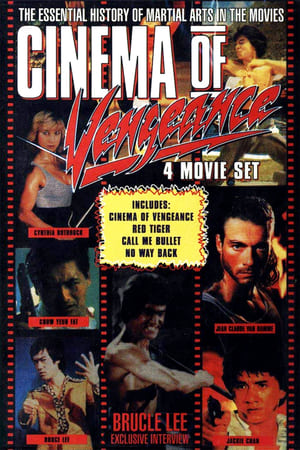 THE ESSENTIAL HISTORY OF MARTIAL ARTS IN THE MOVIES
CINEMA OF
Vengeance
4 MOVIE SET
INCLUDES:
CINEMA OF VENGEANCE
RED TIGER
CALL ME BULLET
NO WAY BACK
CYNTHIA ROTHROCK
CHOW YUEN FAT
JEAN CLAUDE VAN DAMME
BRUCLE LEE
EXCLUSIVE INTERVIEW
BRUCE LEE
JACKIE CHAN